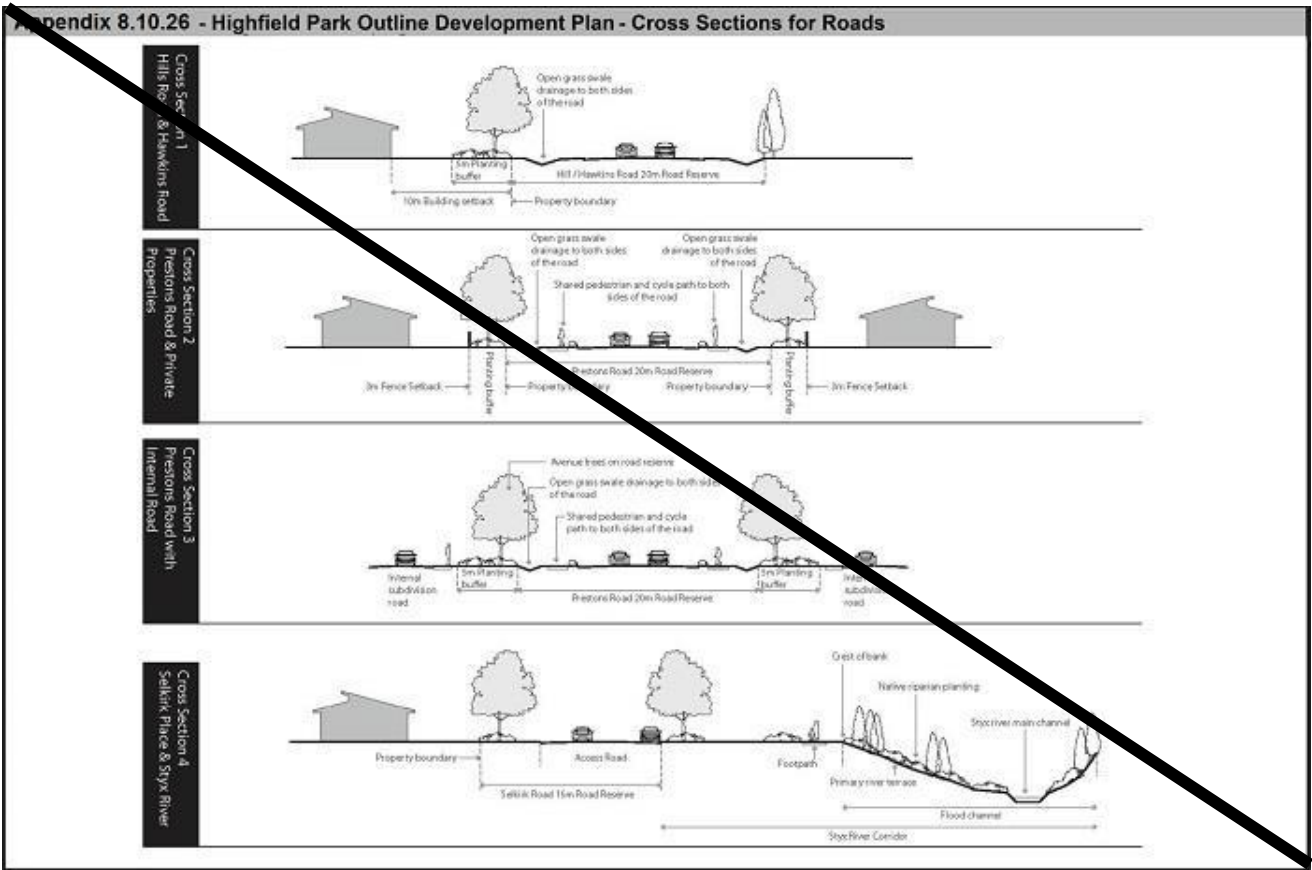 Appendix 8.10.26 - Highfield Park Outline Development Plan - Cross Sections for Roads
Cross Section 1
Hills Road & Hawkins Road
Open grass swale
drainage to both sides
of the road
5m Planting
buffer
Hill / Hawkins Road 20m Road Reserve
10m Building setback
Property boundary
Cross Section 2
Prestons Road & Private
Properties
Open grass swale
drainage to both sides
of the road
Open grass swale
drainage to both sides
of the road
Shared pedestrian and cycle path to both
sides of the road
Prestons Road 20m Road Reserve
3m Fence Setback
Planting buffer
Property boundary
Property boundary
Planting buffer
3m Fence Setback
Cross Section 3
Prestons Road with
Internal Road
Avenue trees on road reserve
Open grass swale drainage to both sides
of the road
Shared pedestrian and cycle
path to both sides of the road
Internal
subdivision
road
5m Planting
buffer
Prestons Road 20m Road Reserve
5m Planting
buffer
Internal
subdivision
road
Cross Section 4
Selkirk Place & Styx River
Crest of bank
Native riparian planting
Styx river main channel
Property boundary
Access Road
Footpath
Primary river terrace
Selkirk Road 16m Road Reserve
Flood channel
Styx River Corridor